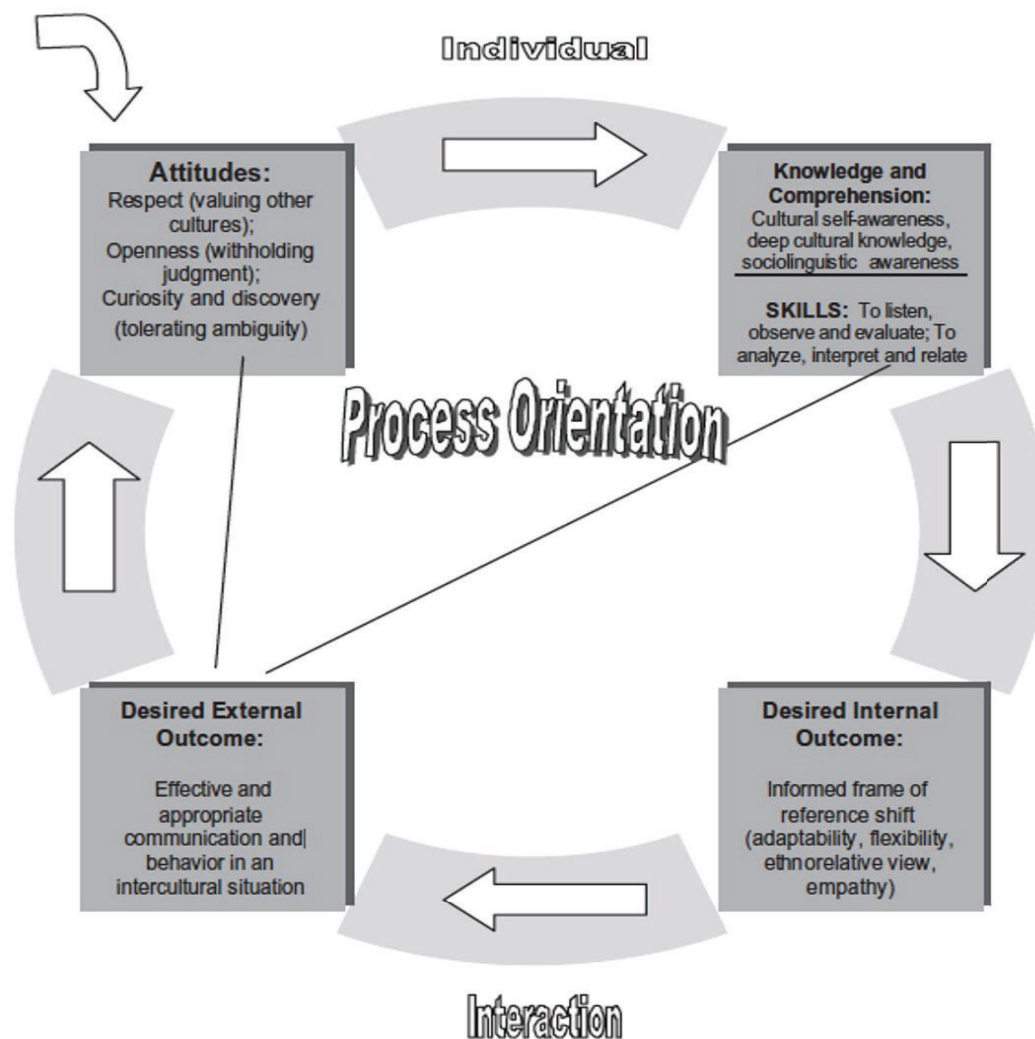 Individual
Attitudes:
Respect (valuing other
cultures);
Openness (withholding
judgment);
Curiosity and discovery
(tolerating ambiguity)
Knowledge and
Comprehension:
Cultural self-awareness,
deep cultural knowledge,
sociolinguistic awareness
SKILLS: To listen,
observe and evaluate; To
analyze, interpret and relate
Process Orientation
Desired External
Outcome:
Effective and
appropriate
communication and
behavior in an
intercultural situation
Desired Internal
Outcome:
Informed frame of
reference shift
(adaptability, flexibility,
ethnorelative view,
empathy)
Interaction